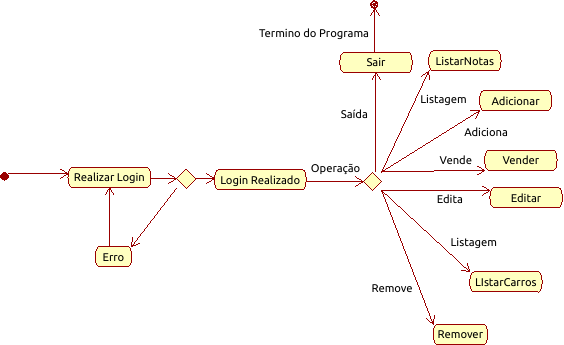 Termino do Programa
Sair
ListarNotas
Listagem
Adicionar
Saída
Adiciona
Vende
Vender
Operação
Realizar Login
Login Realizado
Edita
Editar
Listagem
Erro
LIstarCarros
Remove
Remover